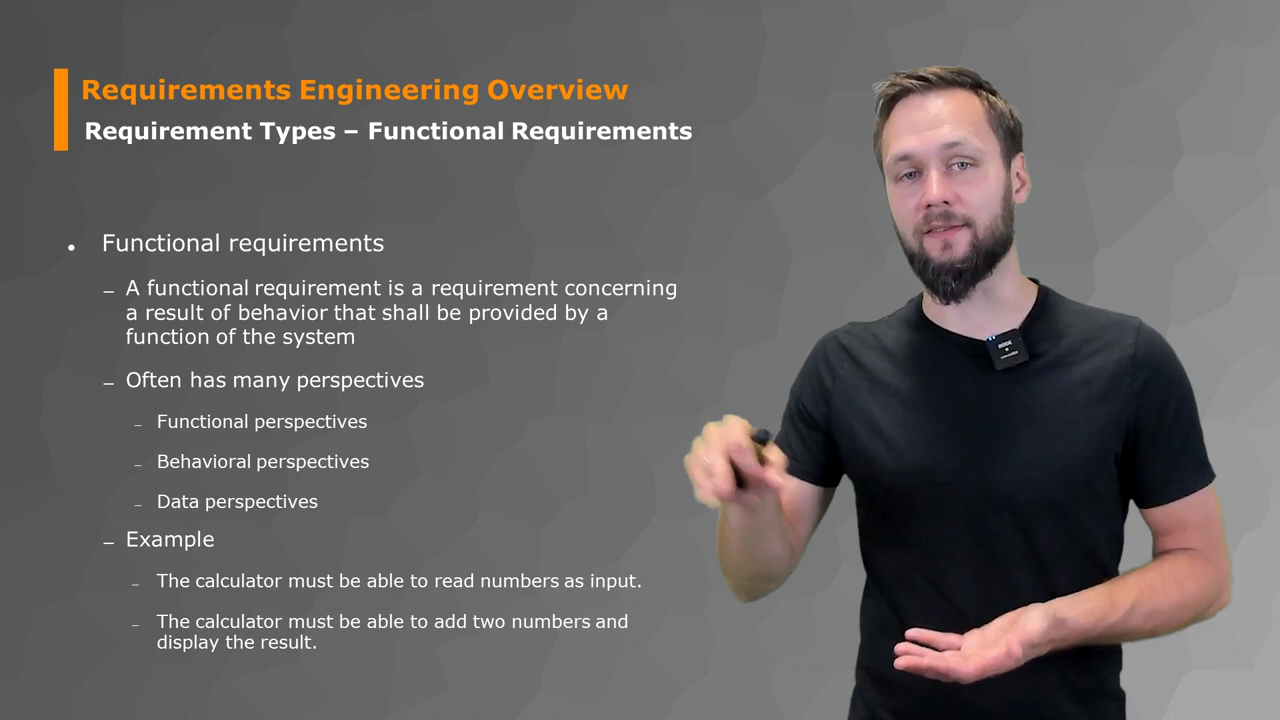 Requirements Engineering Overview
Requirement Types – Functional Requirements
• Functional requirements
– A functional requirement is a requirement concerning
a result of behavior that shall be provided by a
function of the system
– Often has many perspectives
– Functional perspectives
– Behavioral perspectives
– Data perspectives
– Example
– The calculator must be able to read numbers as input.
– The calculator must be able to add two numbers and
display the result.